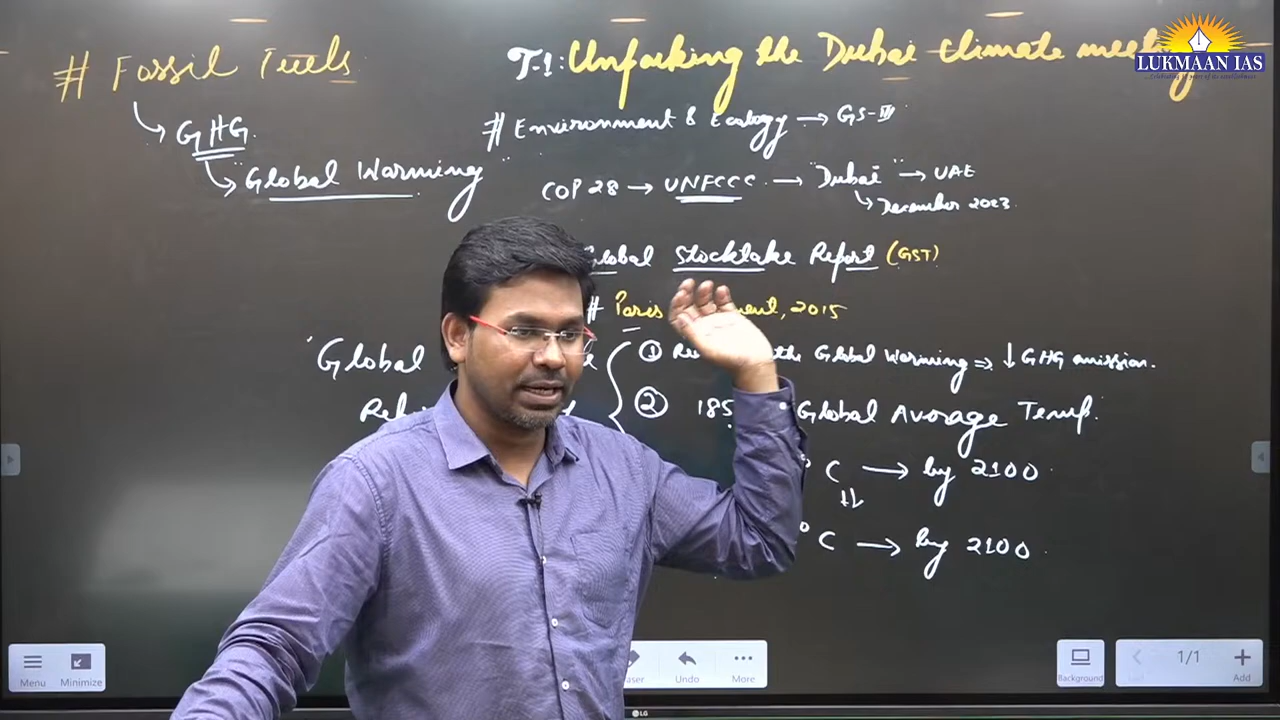 # Fossil Fuels
↳ GHG.
↳ "Global Warming"
T-1: Unpacking the Dubai climate meeting
LUKMAAN IAS
# Environment & Ecology → GS-III
COP 28 → UNFCCC → "Dubai" → UAE
↳ December 2023.
Global Stocktake Report (GST)
# Paris 2015
"Global
① the Global Warming ⇒ ↓ GHG emission.
② 185 Global Average Temp.
° C → by 2100
° C → by 2100
Menu
Minimize
Undo
More
Background
1/1
Add
LG